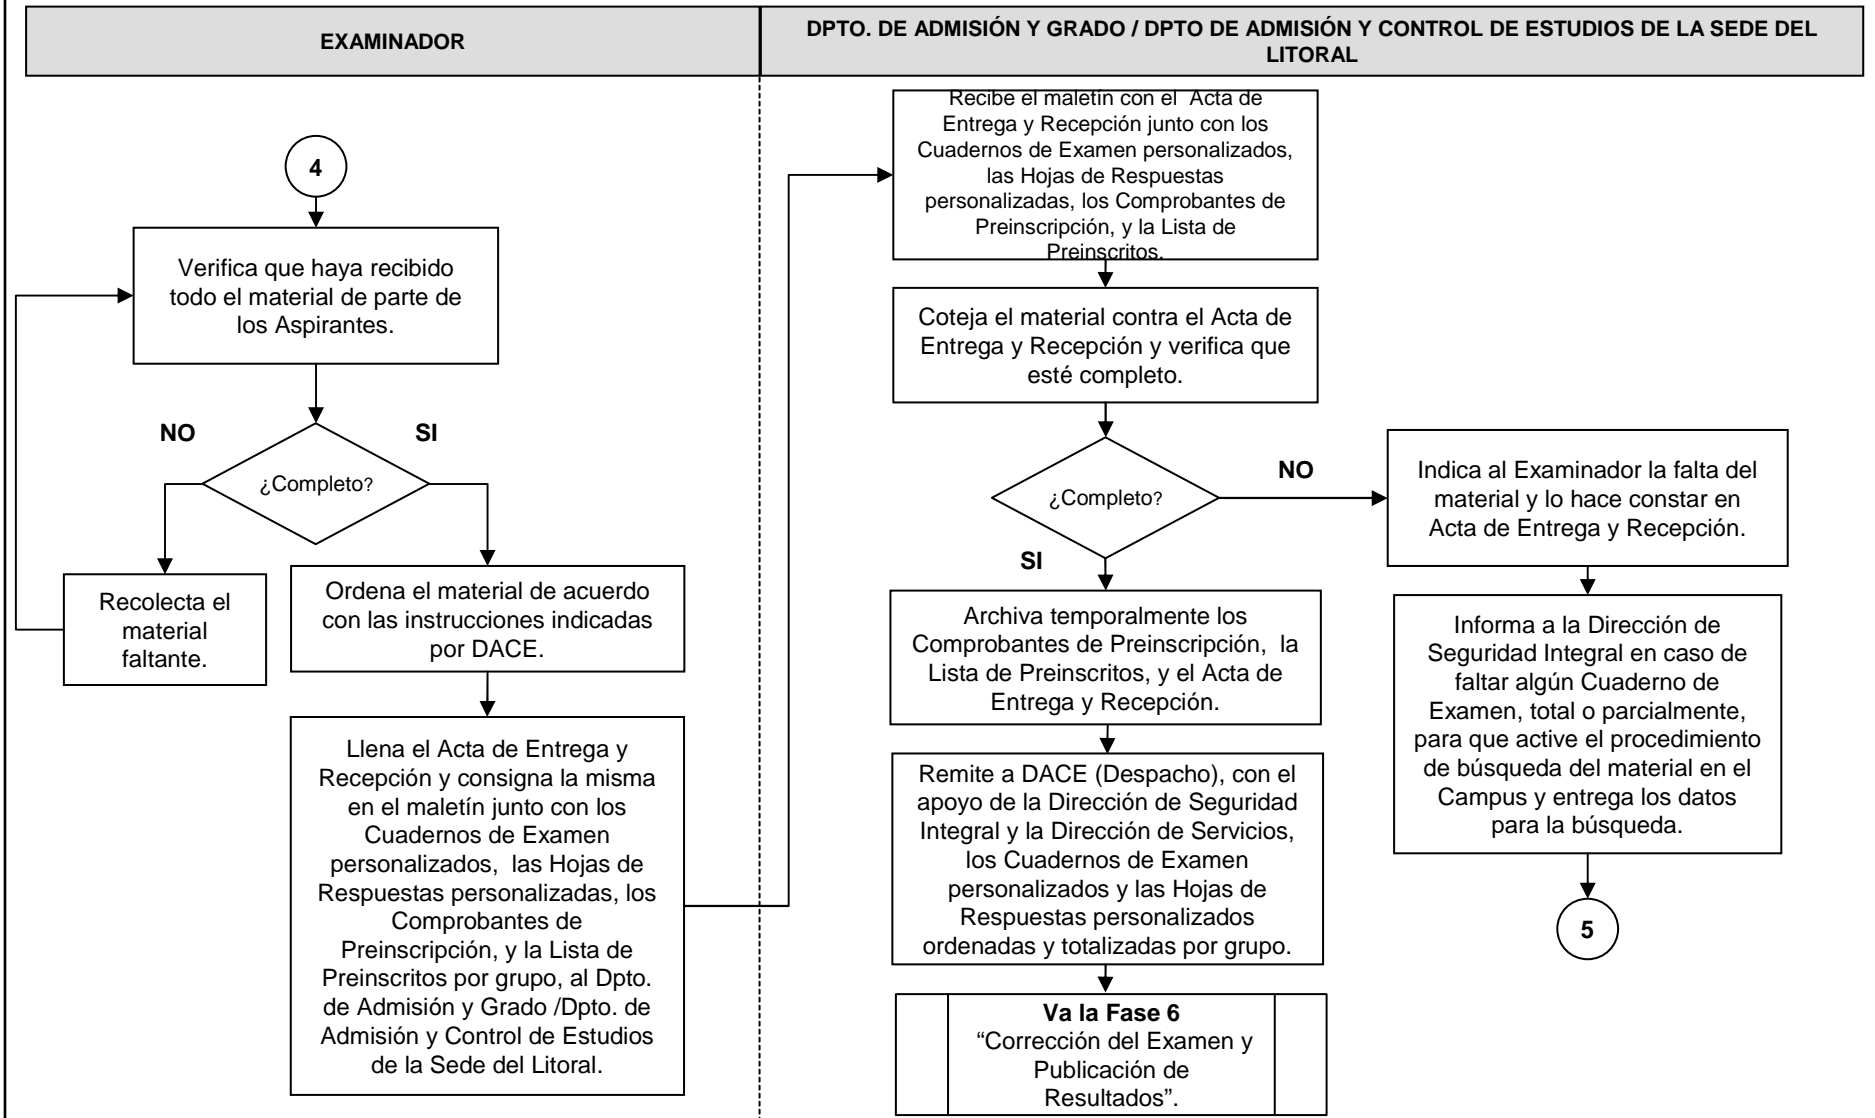 EXAMINADOR
DPTO. DE ADMISIÓN Y GRADO / DPTO DE ADMISIÓN Y CONTROL DE ESTUDIOS DE LA SEDE DEL
LITORAL
4
Verifica que haya recibido
todo el material de parte de
los Aspirantes.
NO
SI
¿Completo?
Recolecta el
material
faltante.
Ordena el material de acuerdo
con las instrucciones indicadas
por DACE.
Llena el Acta de Entrega y
Recepción y consigna la misma
en el maletín junto con los
Cuadernos de Examen
personalizados, las Hojas de
Respuestas personalizadas, los
Comprobantes de
Preinscripción, y la Lista de
Preinscritos por grupo, al Dpto.
de Admisión y Grado /Dpto. de
Admisión y Control de Estudios
de la Sede del Litoral.
Recibe el maletín con el Acta de
Entrega y Recepción junto con los
Cuadernos de Examen personalizados,
las Hojas de Respuestas
personalizadas, los Comprobantes de
Preinscripción, y la Lista de
Preinscritos.
Coteja el material contra el Acta de
Entrega y Recepción y verifica que
esté completo.
¿Completo?
NO
SI
Indica al Examinador la falta del
material y lo hace constar en
Acta de Entrega y Recepción.
Informa a la Dirección de
Seguridad Integral en caso de
faltar algún Cuaderno de
Examen, total o parcialmente,
para que active el procedimiento
de búsqueda del material en el
Campus y entrega los datos
para la búsqueda.
5
Archiva temporalmente los
Comprobantes de Preinscripción, la
Lista de Preinscritos, y el Acta de
Entrega y Recepción.
Remite a DACE (Despacho), con el
apoyo de la Dirección de Seguridad
Integral y la Dirección de Servicios,
los Cuadernos de Examen
personalizados y las Hojas de
Respuestas personalizados
ordenadas y totalizadas por grupo.
Va la Fase 6
“Corrección del Examen y
Publicación de
Resultados”.